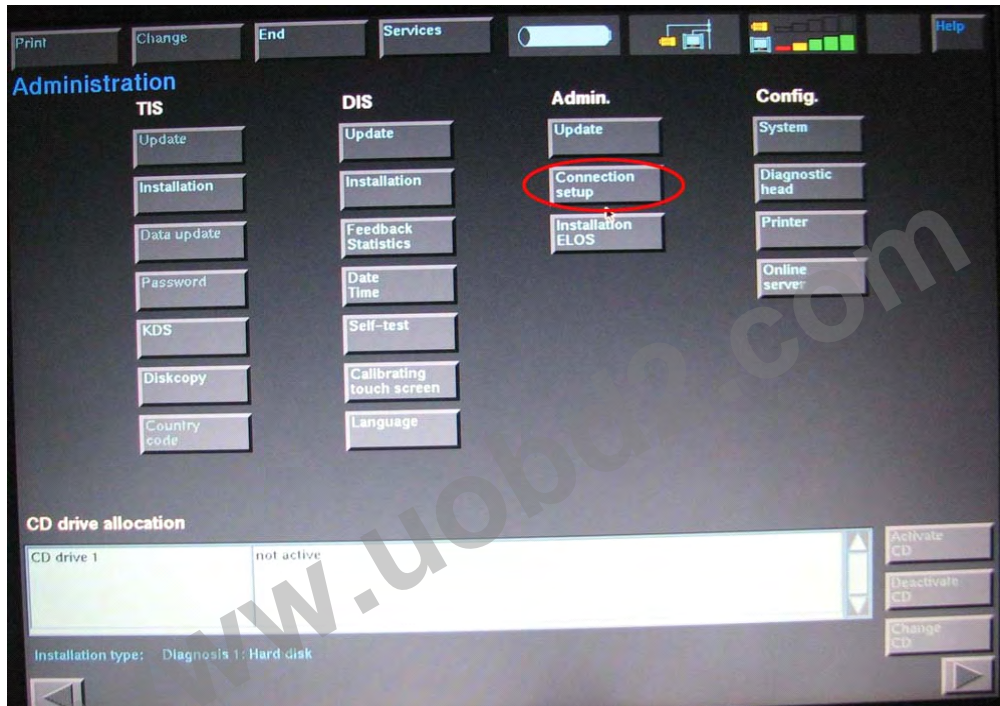 Print
Change
End
Services
Help
Administration
TIS
Update
Installation
Data update
Password
KDS
Diskcopy
Country
code
DIS
Update
Installation
Feedback
Statistics
Date
Time
Self-test
Calibrating
touch screen
Language
Admin.
Update
Connection
setup
Installation
ELOS
Config.
System
Diagnostic
head
Printer
Online
server
CD drive allocation
CD drive 1 not active
Activate
CD
Deactivate
CD
Change
CD
Installation type: Diagnosis 1: Hard disk
www.uobd2.com